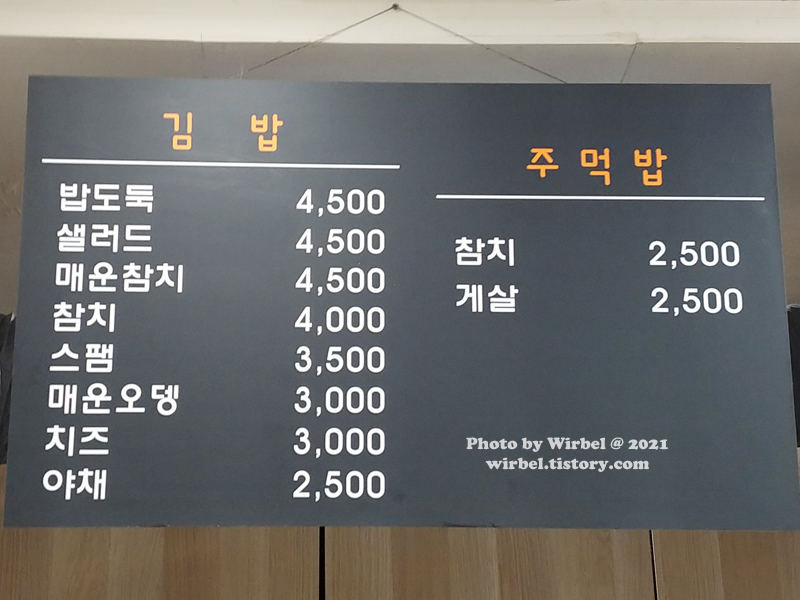 김 밥
밥도둑 4,500
샐러드 4,500
매운참치 4,500
참치 4,000
스팸 3,500
매운오뎅 3,000
치즈 3,000
야채 2,500
주먹밥
참치 2,500
게살 2,500
Photo by Wirbel @ 2021
wirbel.tistory.com